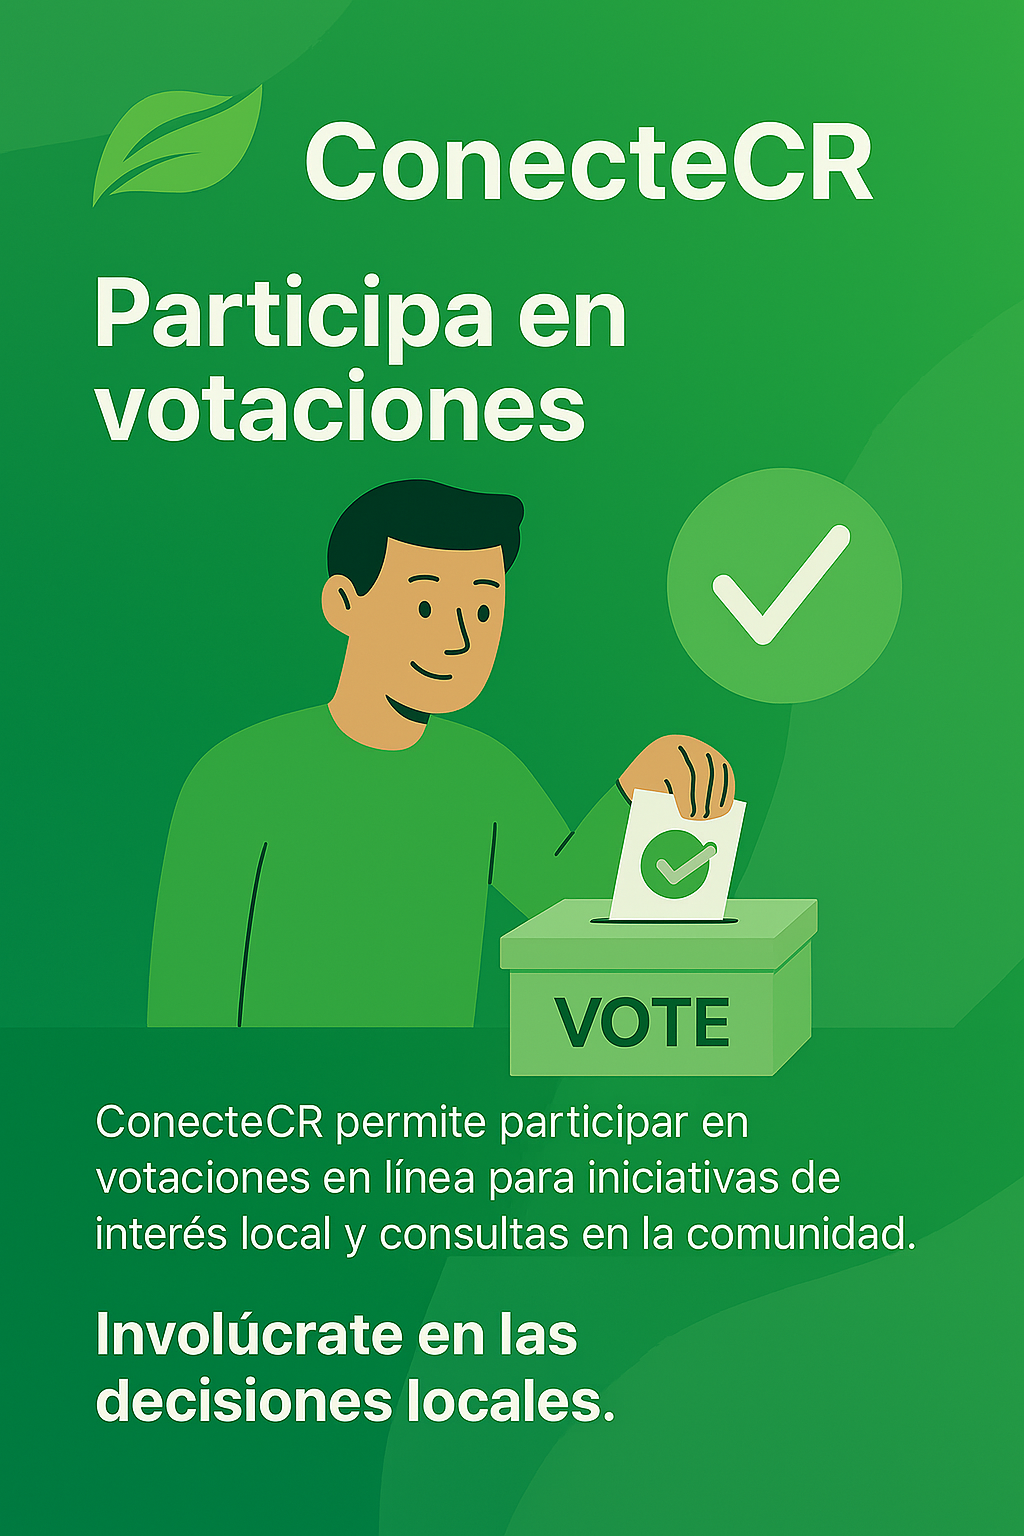 ConecteCR
Participa en
votaciones
VOTE
ConecteCR permite participar en
votaciones en línea para iniciativas de
interés local y consultas en la comunidad.
Involúcrate en las
decisiones locales.